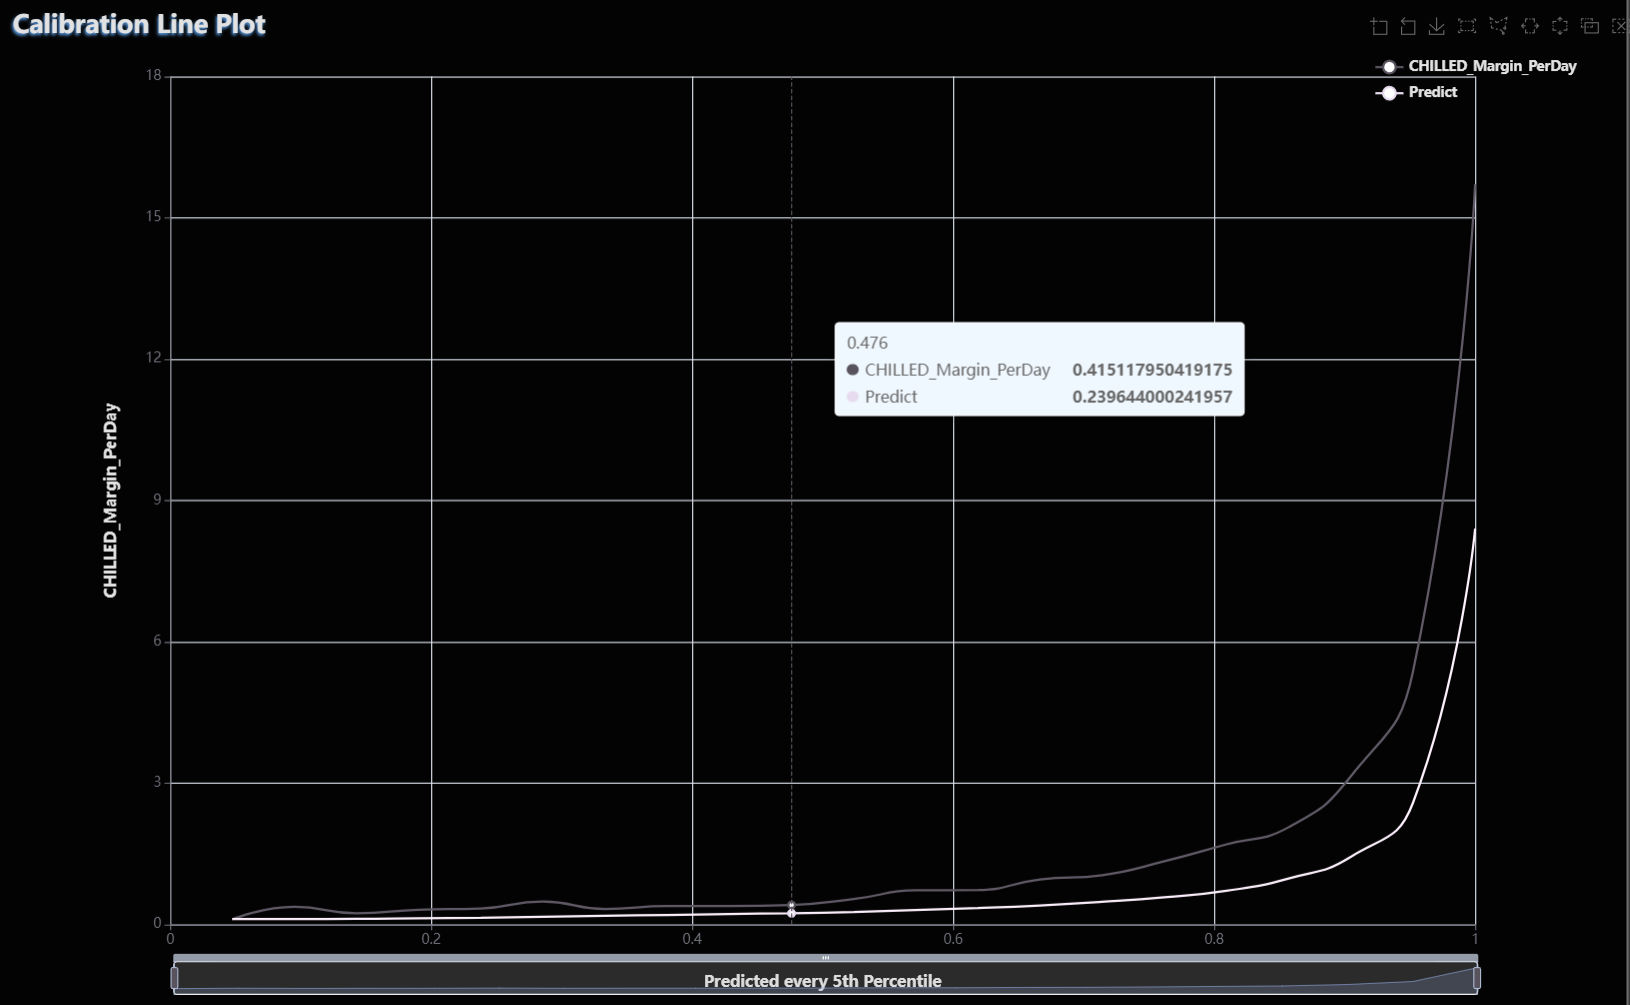 Calibration Line Plot
CHILLED_Margin_PerDay
Predict
18
15
12
9
6
3
0
CHILLED_Margin_PerDay
0.476
CHILLED_Margin_PerDay 0.415117950419175
Predict 0.239644000241957
0 0.2 0.4 0.6 0.8 1
Predicted every 5th Percentile